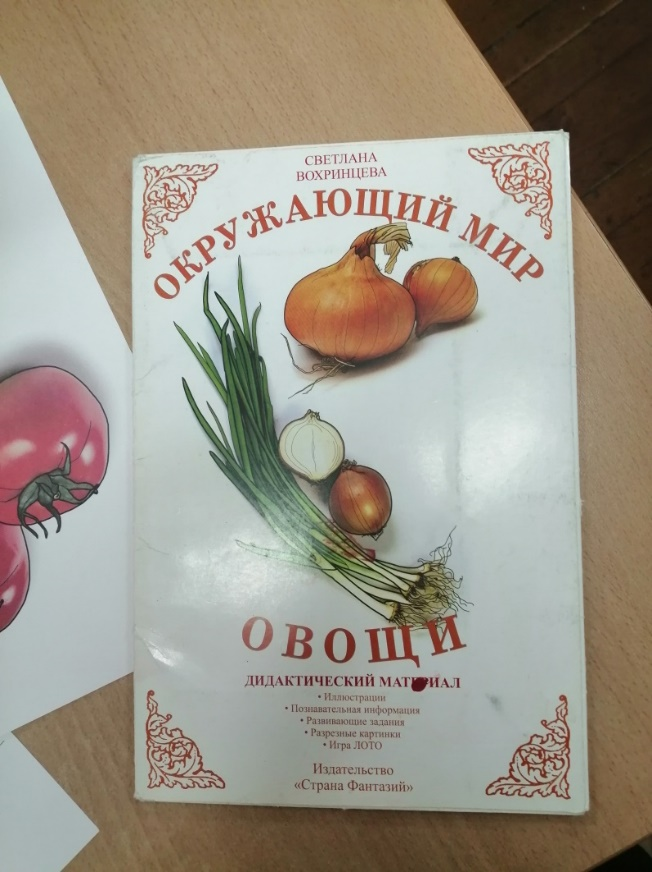 СВЕТЛАНА
ВОХРИНЦЕВА
ОКРУЖАЮЩИЙ МИР
ОВОЩИ
ДИДАКТИЧЕСКИЙ МАТЕРИАЛ
• Иллюстрации
• Познавательная информация
• Развивающие задания
• Разрезные картинки
• Игра ЛОТО
Издательство
«Страна Фантазий»